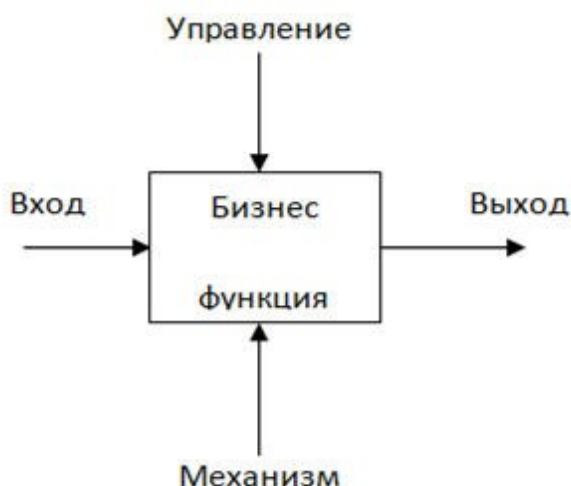 Управление
Вход
Бизнес
Выход
функция
Механизм